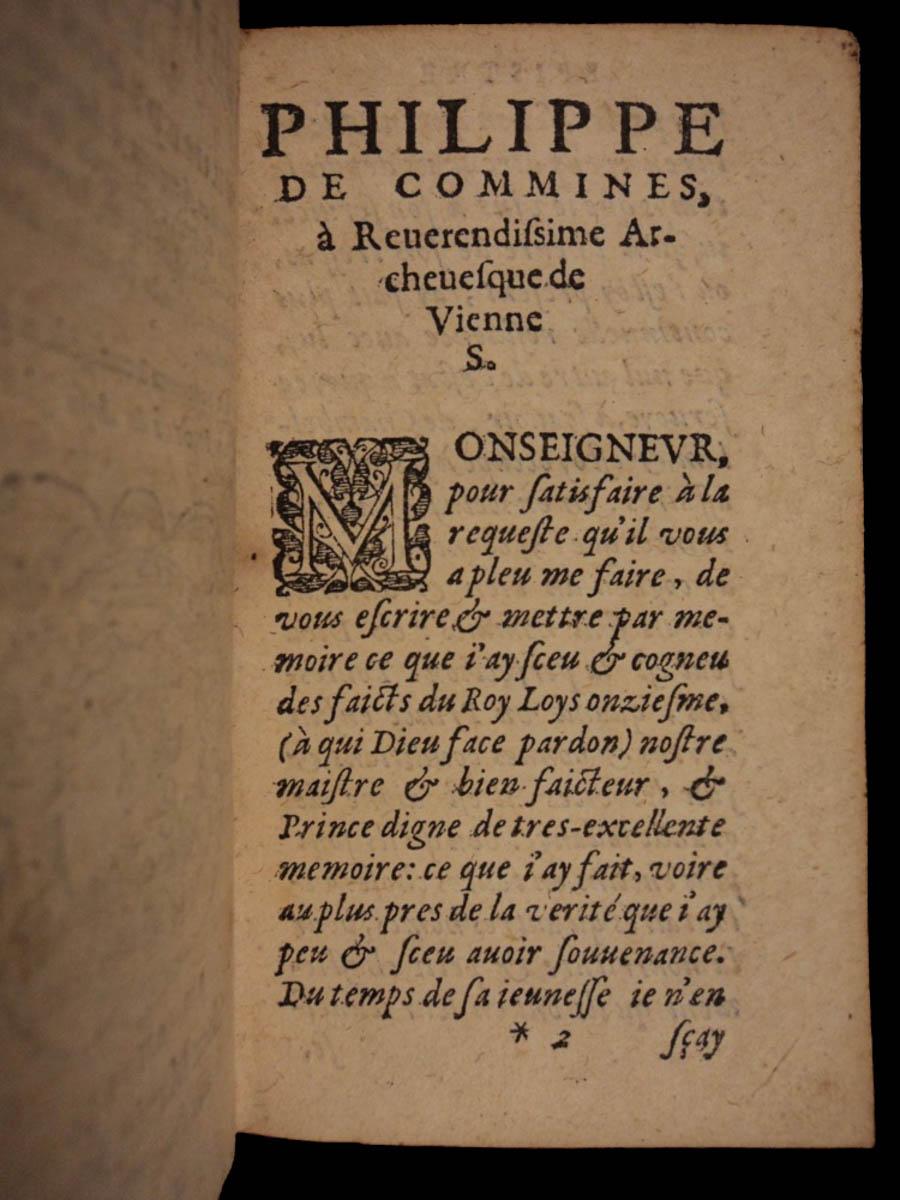 PHILIPPE
DE COMMINES,
à Reuerendiſsime Ar-
cheueſque de
Vienne
S.
MONSEIGNEVR,
pour ſatisfaire à la
requeſte qu'il vous
a pleu me faire, de
vous eſcrire & mettre par me-
moire ce que i'ay ſceu & cogneu
des faicts du Roy Loys onzieſme,
(à qui Dieu face pardon) noſtre
maiſtre & bien faicteur, &
Prince digne de tres-excellente
memoire: ce que i'ay fait, voire
au plus pres de la verité que i'ay
peu & ſceu auoir ſouuenance.
Du temps de ſa ieuneſſe ie n'en
* 2 ſçay